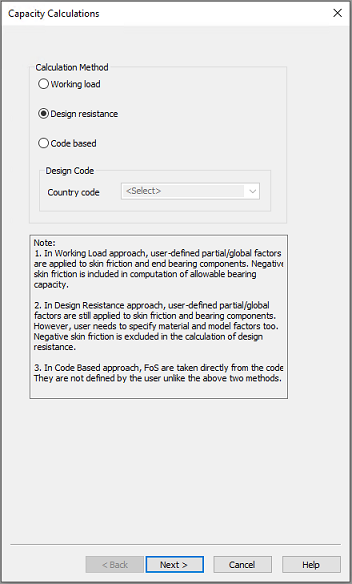 Capacity Calculations
Calculation Method
Working load
Design resistance
Code based
Design Code
Country code
<Select>
Note:
1. In Working Load approach, user-defined partial/global factors
are applied to skin friction and end bearing components. Negative
skin friction is included in computation of allowable bearing
capacity.
2. In Design Resistance approach, user-defined partial/global
factors are still applied to skin friction and bearing components.
However, user needs to specify material and model factors too.
Negative skin friction is excluded in the calculation of design
resistance.
3. In Code Based approach, FoS are taken directly from the code
They are not defined by the user unlike the above two methods.
< Back
Next >
Cancel
Help